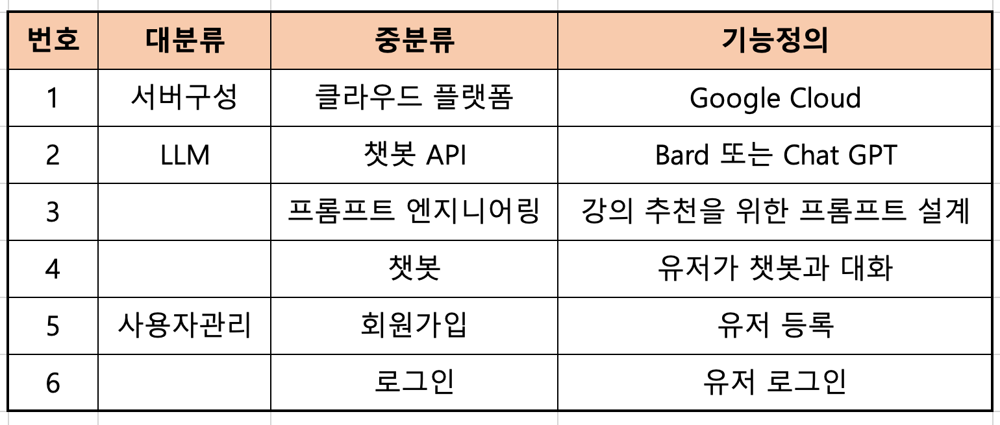 번호 대분류 중분류 기능정의
1 서버구성 클라우드 플랫폼 Google Cloud
2 LLM 챗봇 API Bard 또는 Chat GPT
3 프롬프트 엔지니어링 강의 추천을 위한 프롬프트 설계
4 챗봇 유저가 챗봇과 대화
5 사용자관리 회원가입 유저 등록
6 로그인 유저 로그인